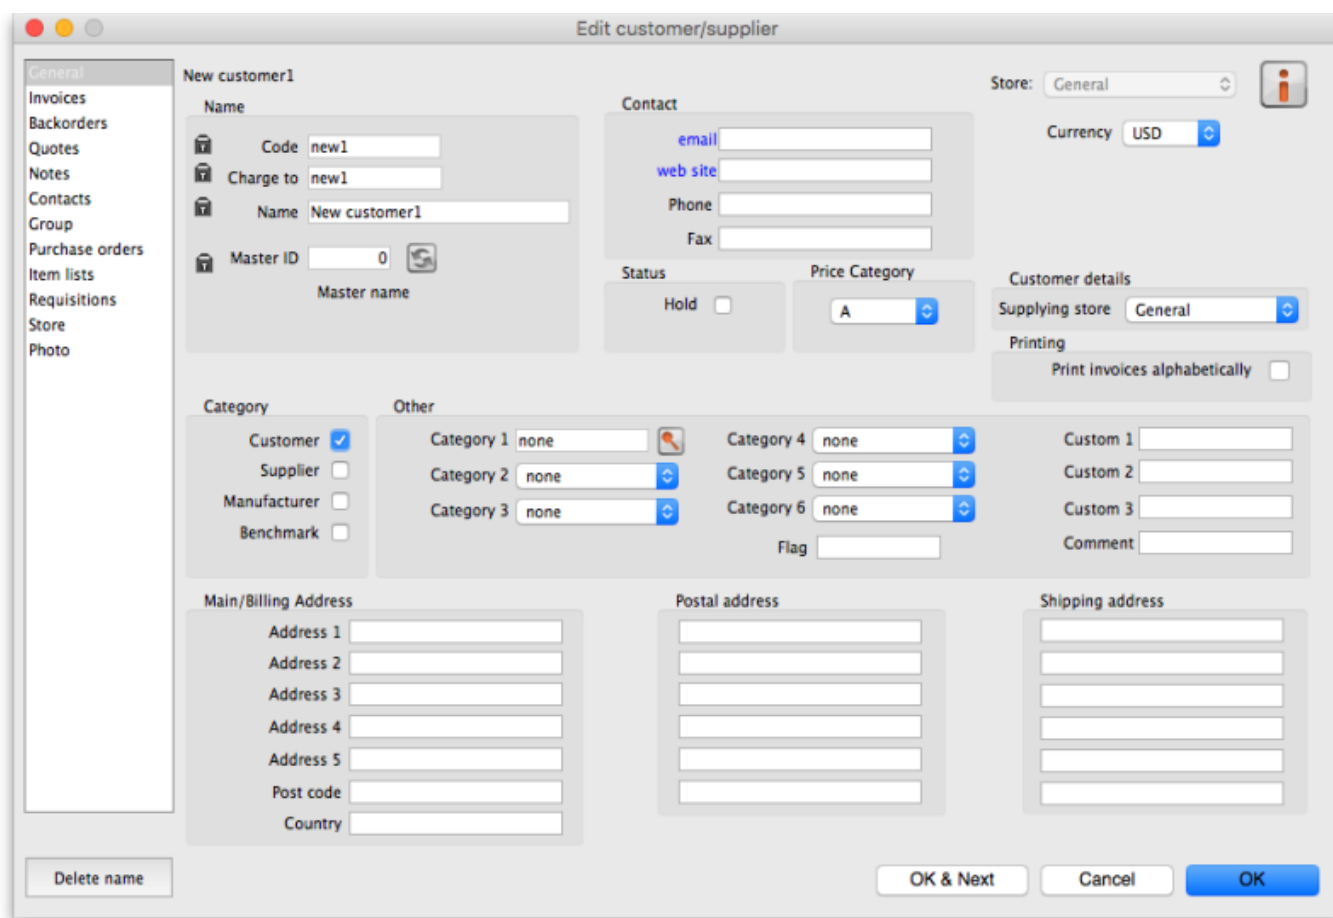 Edit customer/supplier
General
Invoices
Backorders
Quotes
Notes
Contacts
Group
Purchase orders
Item lists
Requisitions
Store
Photo
New customer1
Store: General
Currency USD
Name
Code new1
Charge to new1
Name New customer1
Master ID 0
Master name
Contact
email
web site
Phone
Fax
Status
Hold
Price Category
A
Customer details
Supplying store General
Printing
Print invoices alphabetically
Category
Customer
Supplier
Manufacturer
Benchmark
Other
Category 1 none
Category 2 none
Category 3 none
Category 4 none
Category 5 none
Category 6 none
Flag
Custom 1
Custom 2
Custom 3
Comment
Main/Billing Address
Address 1
Address 2
Address 3
Address 4
Address 5
Post code
Country
Postal address
Shipping address
Delete name
OK & Next
Cancel
OK